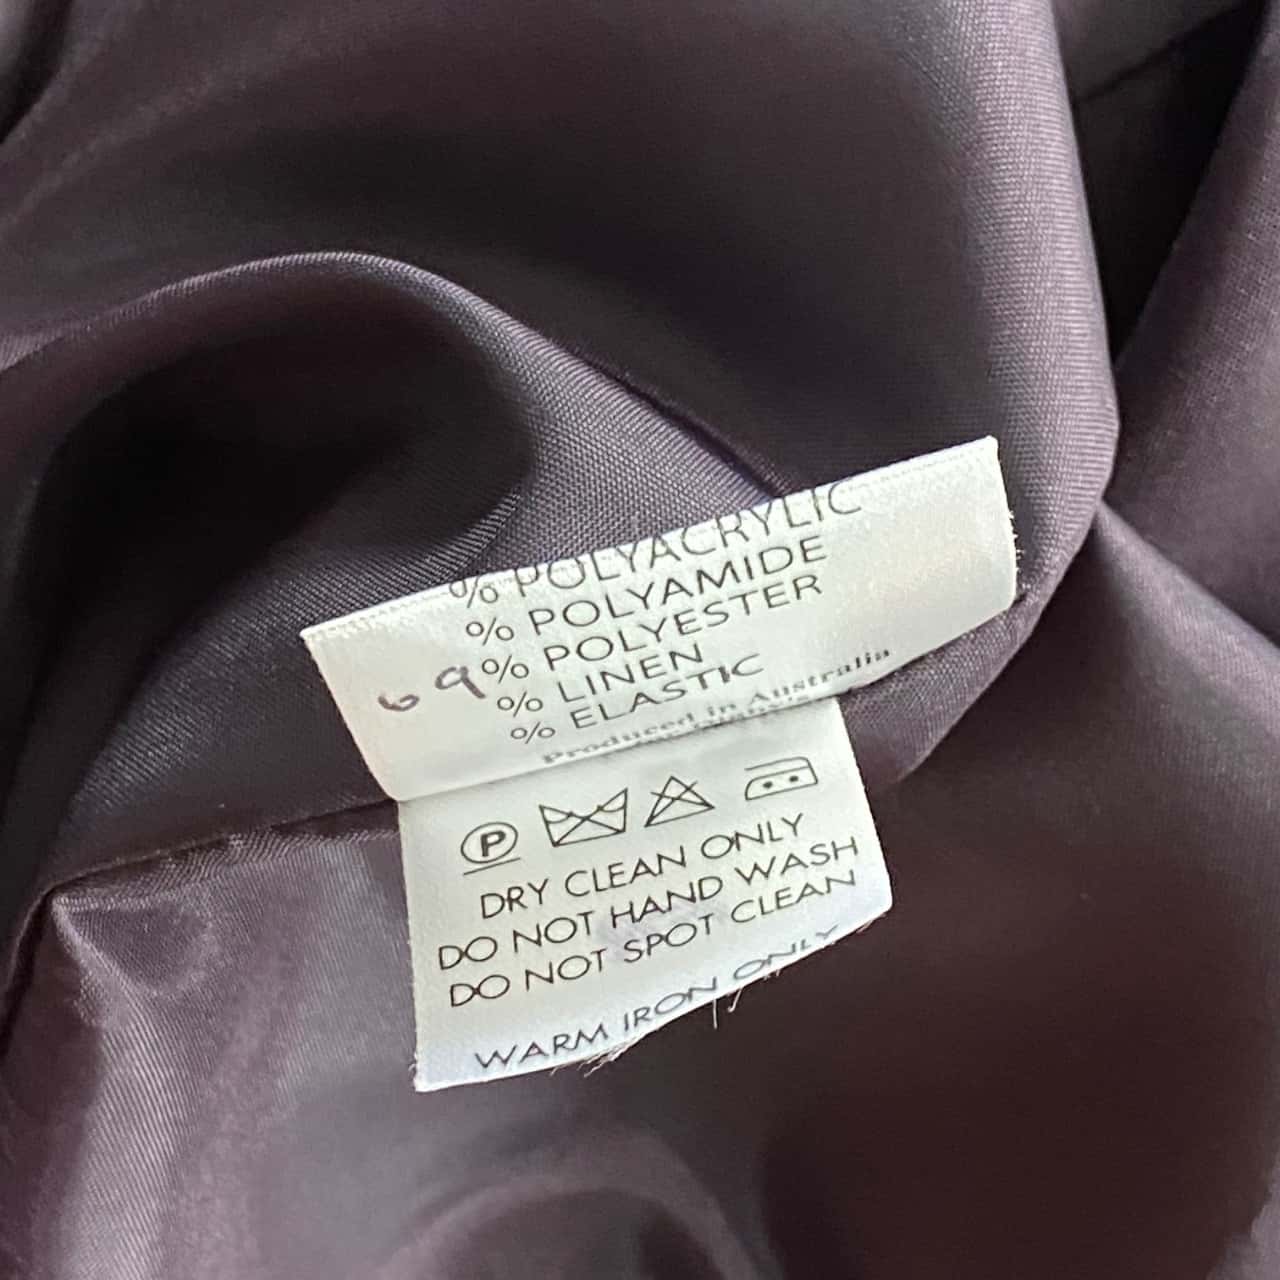 % POLYACRYLIC
% POLYAMIDE
69% POLYESTER
% LINEN
% ELASTIC
Produced in Australia
P
DRY CLEAN ONLY
DO NOT HAND WASH
DO NOT SPOT CLEAN
WARM IRON ONLY